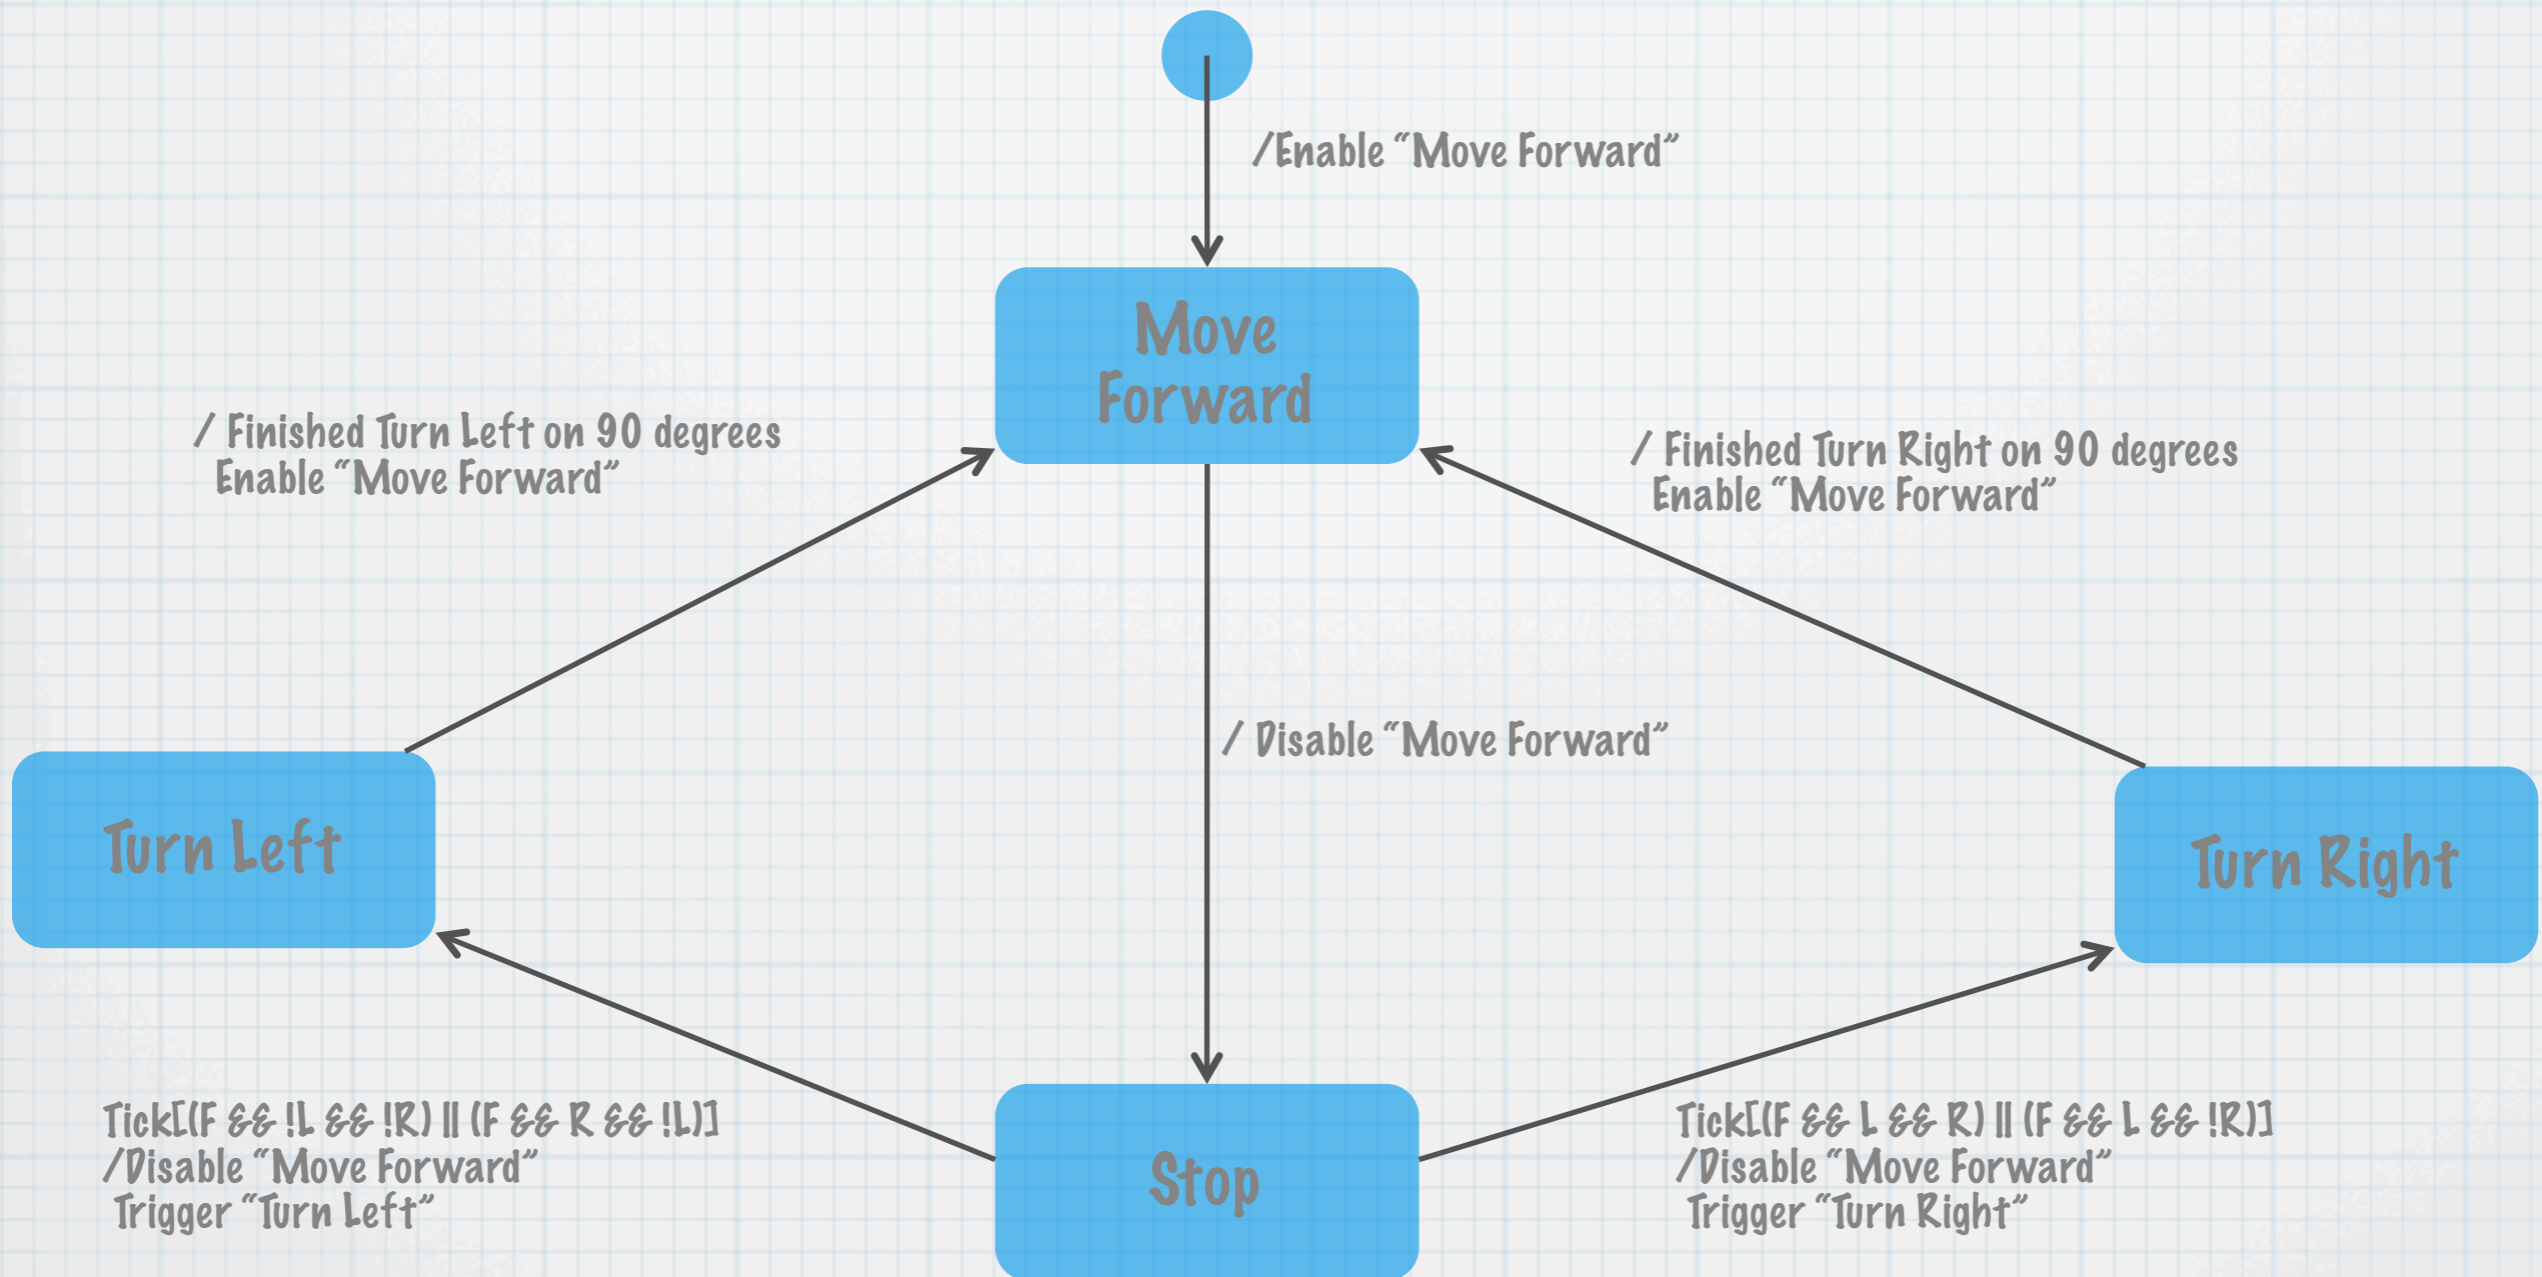 /Enable “Move Forward”
Move
Forward
/ Finished Turn Left on 90 degrees
Enable “Move Forward”
/ Finished Turn Right on 90 degrees
Enable “Move Forward”
/ Disable “Move Forward”
Turn Left
Turn Right
Tick[(F && !L && !R) || (F && R && !L)]
/Disable “Move Forward”
Trigger “Turn Left”
Stop
Tick[(F && L && R) || (F && L && !R)]
/Disable “Move Forward”
Trigger “Turn Right”